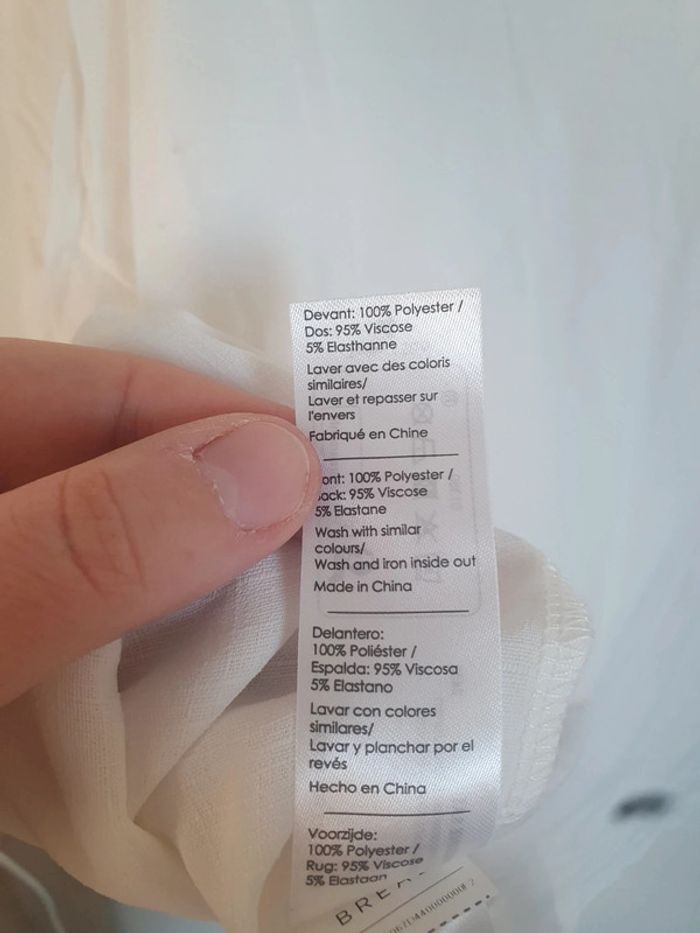 Devant: 100% Polyester /
Dos: 95% Viscose
5% Elasthanne
Laver avec des coloris
similaires/
Laver et repasser sur
l'envers
Fabriqué en Chine
ont: 100% Polyester /
ack: 95% Viscose
5% Elastane
Wash with similar
colours/
Wash and iron inside out
Made in China
Delantero:
100% Poliéster /
Espalda: 95% Viscosa
5% Elastano
Lavar con colores
similares/
Lavar y planchar por el
revés
Hecho en China
Voorzijde:
100% Polyester /
Rug: 95% Viscose
5% Elastaan